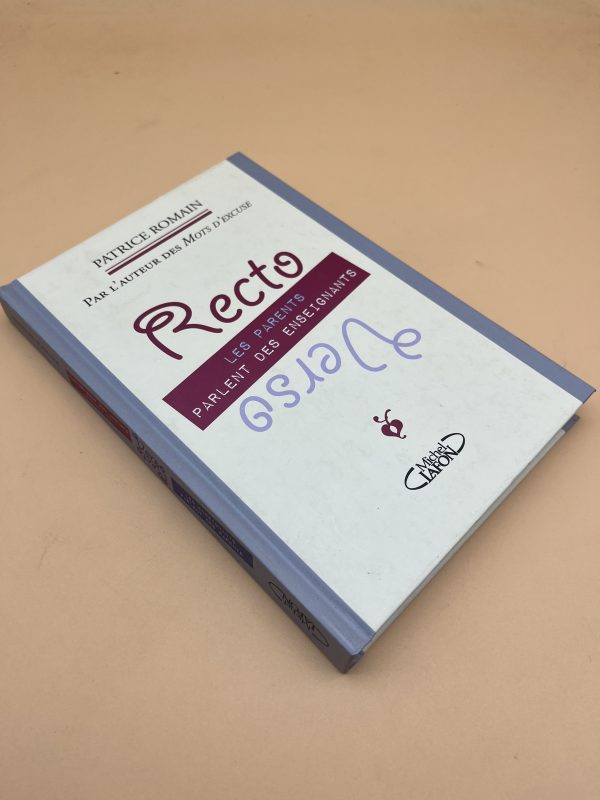 PATRICE ROMAIN
PAR L'AUTEUR DES MOTS D'EXCUSE
Recto
LES PARENTS
PARLENT DES ENSEIGNANTS
Verso
Michel
LAFON